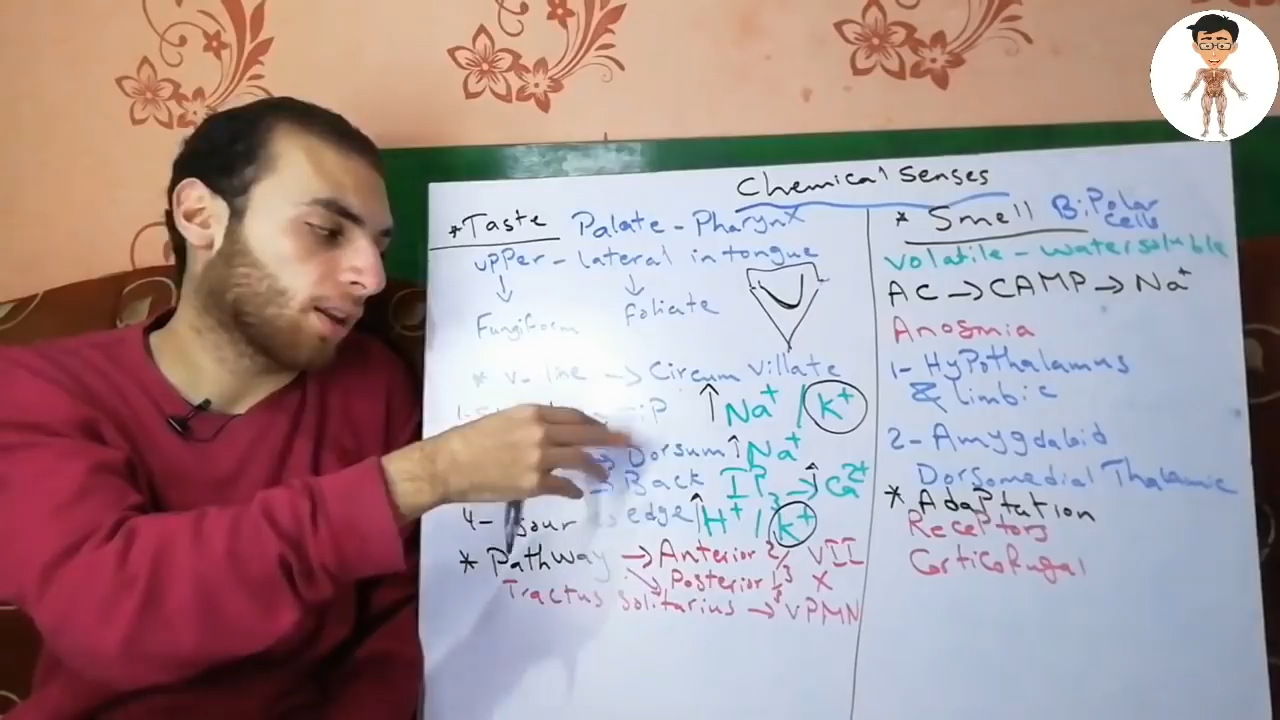 Chemical Senses
* Taste Palate - Pharynx
upper - lateral in tongue
↓ ↓
Fungiform foliate
* V-line → Circum villate
↑ Na+ / K+
→ Dorsum ↑ Na+
→ Back IP3 → ↑ Ca2+
4- sour edge ↑ H+ / K+
* Pathway → Anterior 2/3 VII
↘ Posterior 1/3 X
Tractus solitarius → VPMN
* Smell BiPolar
Cells
Volatile - water soluble
AC → CAMP → Na+
Anosmia
1- Hypothalamus
& limbic
2- Amygdaloid
Dorsomedial Thalamic
* Adaptation
Receptors
Corticofugal